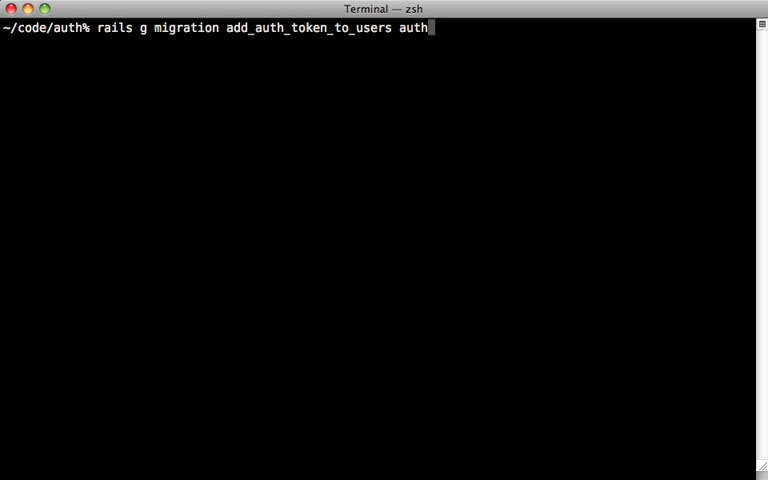 Terminal — zsh
~/code/auth% rails g migration add_auth_token_to_users auth